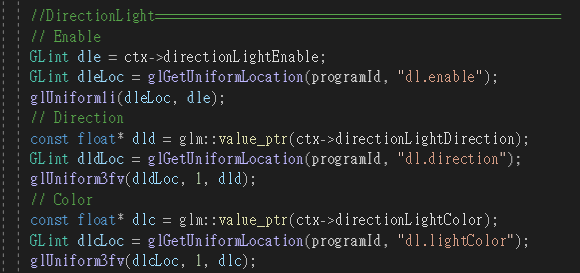 //DirectionLight==========================================================
// Enable
GLint dle = ctx->directionLightEnable;
GLint dleLoc = glGetUniformLocation(programId, "dl.enable");
glUniform1i(dleLoc, dle);
// Direction
const float* dld = glm::value_ptr(ctx->directionLightDirection);
GLint dldLoc = glGetUniformLocation(programId, "dl.direction");
glUniform3fv(dldLoc, 1, dld);
// Color
const float* dlc = glm::value_ptr(ctx->directionLightColor);
GLint dlcLoc = glGetUniformLocation(programId, "dl.lightColor");
glUniform3fv(dlcLoc, 1, dlc);